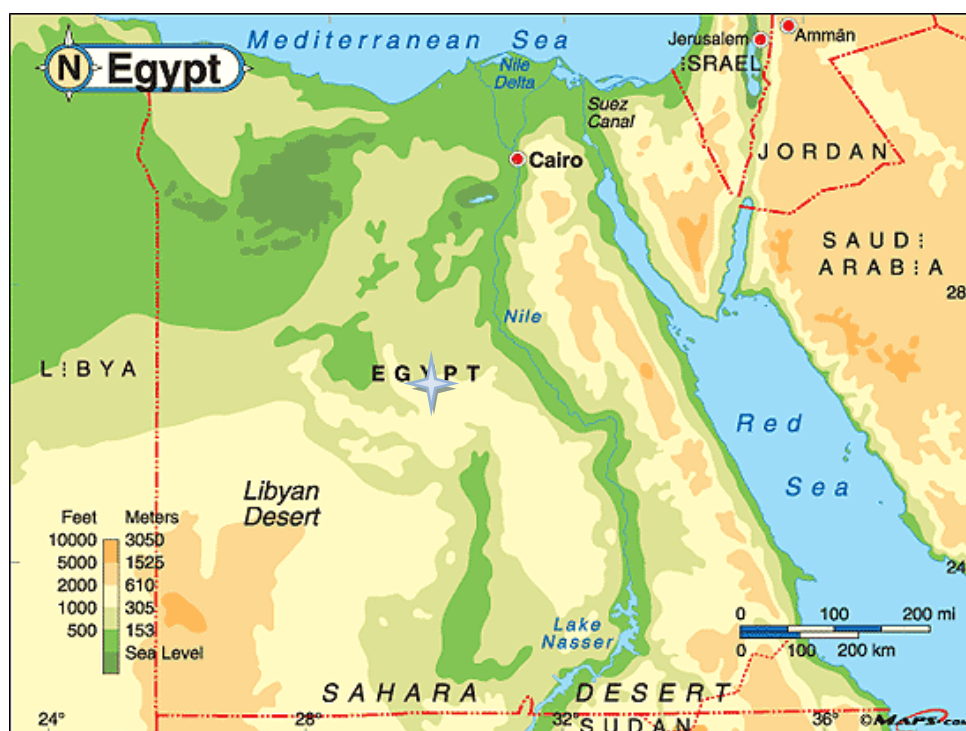 Mediterranean Sea
N Egypt
Nile
Delta
Suez
Canal
Jerusalem
ISRAEL
Ammān
Cairo
JORDAN
SAUDI
ARABIA
28
Nile
LIBYA
EGYPT
Red
Sea
Libyan
Desert
Feet Meters
10000 3050
5000 1525
2000 610
1000 305
500 153
Sea Level
24
0 100 200 mi
0 100 200 km
Lake
Nasser
SAHARA DESERT
24° 28° 32° 36°
SUDAN
©MAPS.COM